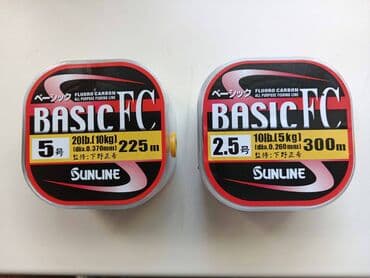 ベーシック
FLUORO CARBON
ALL PURPOSE FISHING LINE
BASIC FC
5号
20lb.(10kg)
(dia.0.370mm)
225m
監修:下野正希
SUNLINE
ベーシック
FLUORO CARBON
ALL PURPOSE FISHING LINE
BASIC FC
2.5号
10lb.(5kg)
(dia.0.260mm)
300m
監修:下野正希
SUNLINE